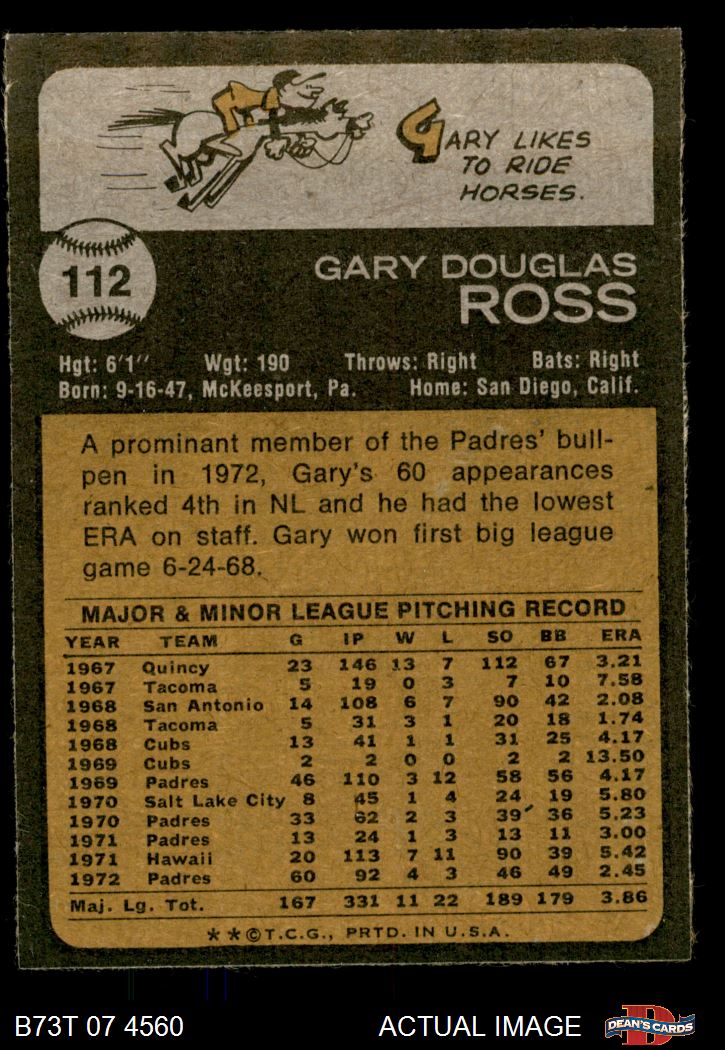 GARY LIKES
TO RIDE
HORSES.
112
GARY DOUGLAS
ROSS
Hgt: 6'1" Wgt: 190 Throws: Right Bats: Right
Born: 9-16-47, McKeesport, Pa. Home: San Diego, Calif.
A prominant member of the Padres' bull-
pen in 1972, Gary's 60 appearances
ranked 4th in NL and he had the lowest
ERA on staff. Gary won first big league
game 6-24-68.
MAJOR & MINOR LEAGUE PITCHING RECORD
YEAR TEAM G IP W L SO BB ERA
1967 Quincy 23 146 13 7 112 67 3.21
1967 Tacoma 5 19 0 3 7 10 7.58
1968 San Antonio 14 108 6 7 90 42 2.08
1968 Tacoma 5 31 3 1 20 18 1.74
1968 Cubs 13 41 1 1 31 25 4.17
1969 Cubs 2 2 0 0 2 2 13.50
1969 Padres 46 110 3 12 58 56 4.17
1970 Salt Lake City 8 45 1 4 24 19 5.80
1970 Padres 33 62 2 3 39 36 5.23
1971 Padres 13 24 1 3 13 11 3.00
1971 Hawaii 20 113 7 11 90 39 5.42
1972 Padres 60 92 4 3 46 49 2.45
Maj. Lg. Tot. 167 331 11 22 189 179 3.86
**©T.C.G., PRTD. IN U.S.A.
B73T 07 4560 ACTUAL IMAGE DEAN'S CARDS